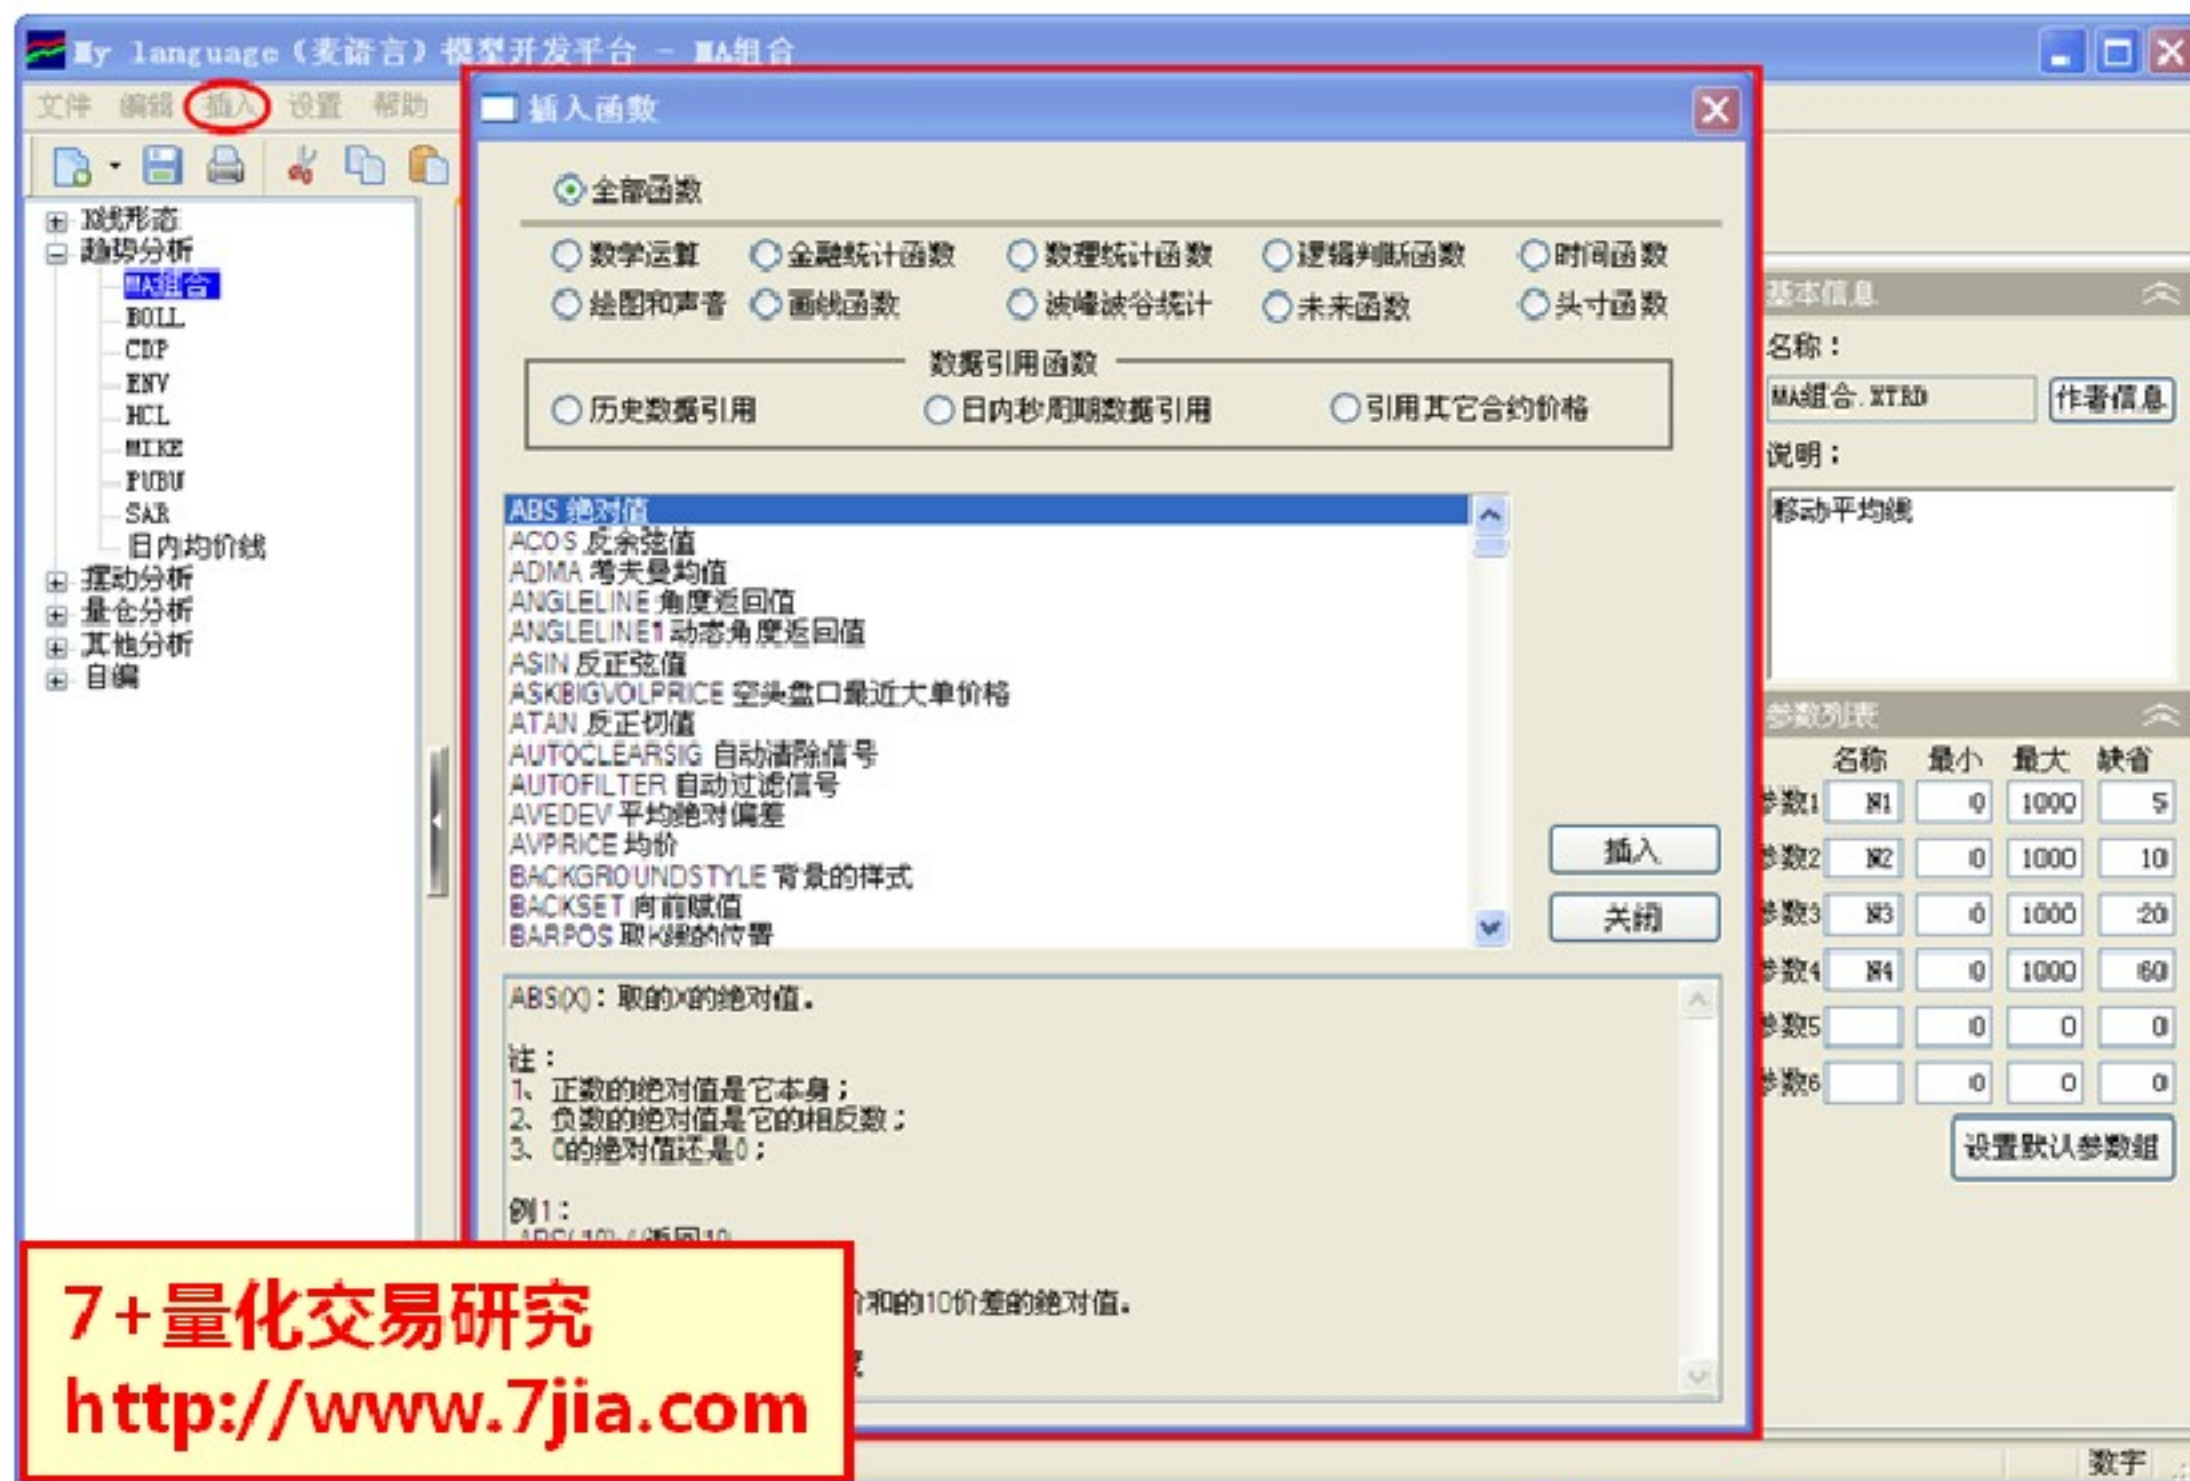 My language（麦语言）模型开发平台 - MA组合
文件 编辑 插入 设置 帮助
K线形态
趋势分析
MA组合
BOLL
CDP
ENV
HCL
MIKE
PUBU
SAR
日内均价线
摆动分析
量仓分析
其他分析
自编
插入函数
全部函数
数学运算 金融统计函数 数理统计函数 逻辑判断函数 时间函数
绘图和声音 画线函数 波峰波谷统计 未来函数 头寸函数
数据引用函数
历史数据引用 日内秒周期数据引用 引用其它合约价格
ABS 绝对值
ACOS 反余弦值
ADMA 考夫曼均值
ANGLELINE 角度返回值
ANGLELINE1 动态角度返回值
ASIN 反正弦值
ASKBIGVOLPRICE 空头盘口最近大单价格
ATAN 反正切值
AUTOCLEARSIG 自动清除信号
AUTOFILTER 自动过滤信号
AVEDEV 平均绝对偏差
AVPRICE 均价
BACKGROUNDSTYLE 背景的样式
BACKSET 向前赋值
BARPOS 取K线的位置
插入
关闭
ABS(X)：取的X的绝对值。
注：
1、正数的绝对值是它本身；
2、负数的绝对值是它的相反数；
3、0的绝对值还是0；
例1：
价和的10价差的绝对值。
基本信息
名称：
MA组合.XTRD 作者信息
说明：
移动平均线
参数列表
名称 最小 最大 缺省
参数1 N1 0 1000 5
参数2 N2 0 1000 10
参数3 N3 0 1000 20
参数4 N4 0 1000 60
参数5 0 0 0
参数6 0 0 0
设置默认参数组
数字
7+量化交易研究
http://www.7jia.com